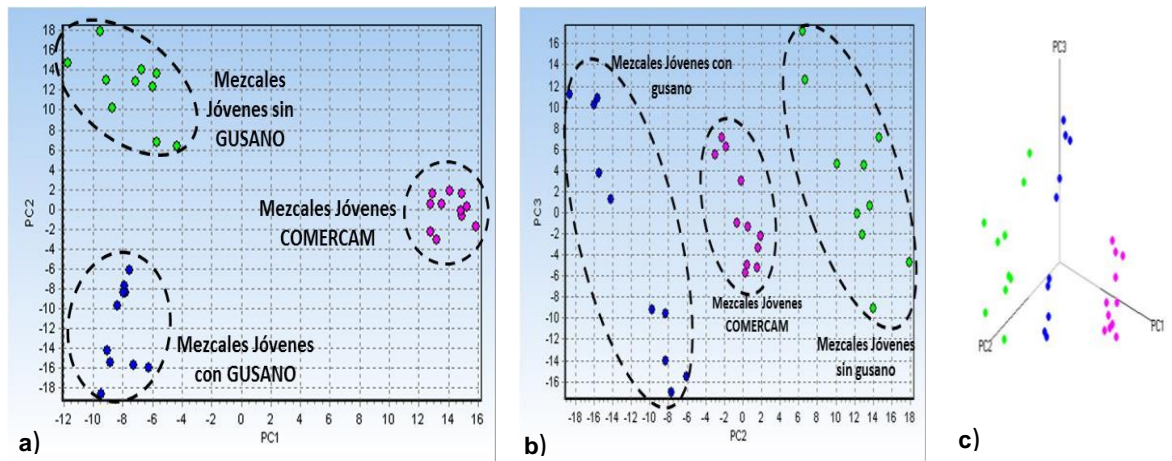 18
16
14
12
10
8
6
4
2
0
-2
-4
-6
-8
-10
-12
-14
-16
-18
PC2
Mezcales
Jóvenes sin
GUSANO
Mezcales Jóvenes
COMERCAM
Mezcales Jóvenes
con GUSANO
-12 -10 -8 -6 -4 -2 0 2 4 6 8 10 12 14 16
PC1
a)
16
14
12
10
8
6
4
2
0
-2
-4
-6
-8
-10
-12
-14
-16
PC3
Mezcales Jóvenes con
gusano
Mezcales Jóvenes
COMERCAM
Mezcales Jóvenes
sin gusano
-18 -16 -14 -12 -10 -8 -6 -4 -2 0 2 4 6 8 10 12 14 16 18
PC2
b)
PC3
PC1
PC2
c)